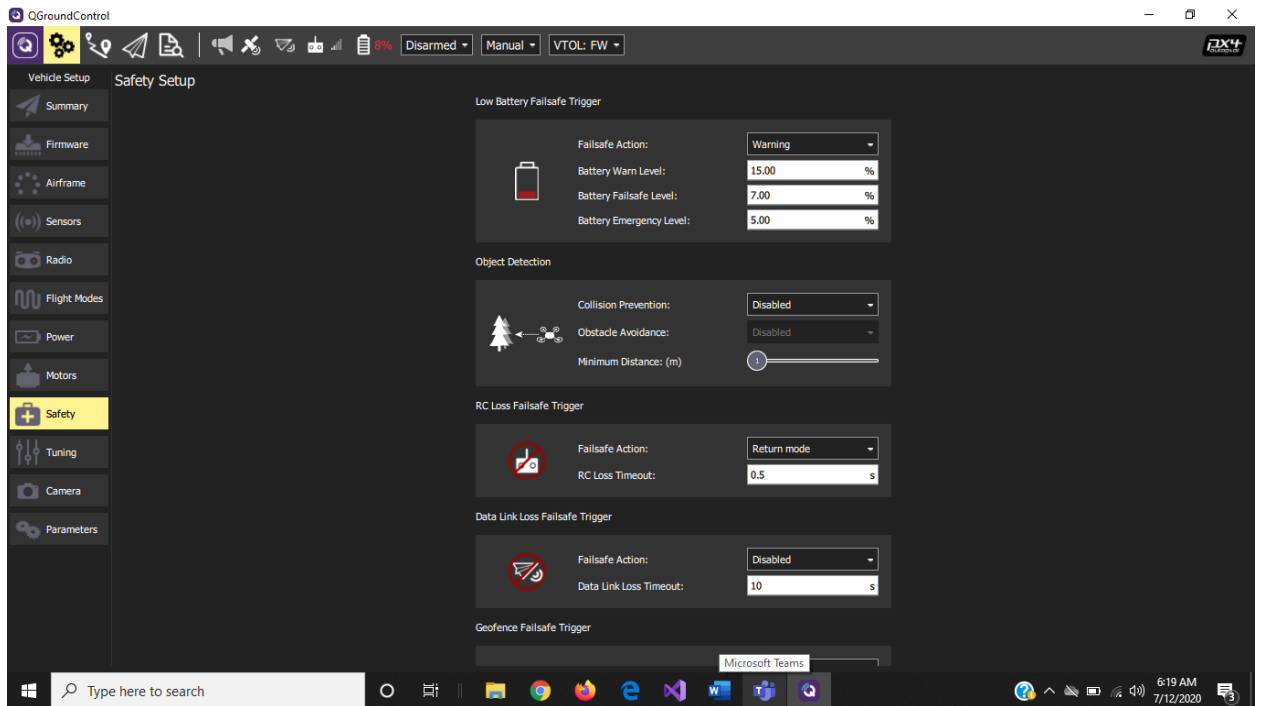 QGroundControl
8% Disarmed Manual VTOL: FW
px4 autopilot
Vehicle Setup
Summary
Firmware
Airframe
Sensors
Radio
Flight Modes
Power
Motors
Safety
Tuning
Camera
Parameters
Safety Setup
Low Battery Failsafe Trigger
Failsafe Action: Warning
Battery Warn Level: 15.00 %
Battery Failsafe Level: 7.00 %
Battery Emergency Level: 5.00 %
Object Detection
Collision Prevention: Disabled
Obstacle Avoidance: Disabled
Minimum Distance: (m) 1
RC Loss Failsafe Trigger
Failsafe Action: Return mode
RC Loss Timeout: 0.5 s
Data Link Loss Failsafe Trigger
Failsafe Action: Disabled
Data Link Loss Timeout: 10 s
Geofence Failsafe Trigger
Microsoft Teams
Type here to search
6:19 AM
7/12/2020
3